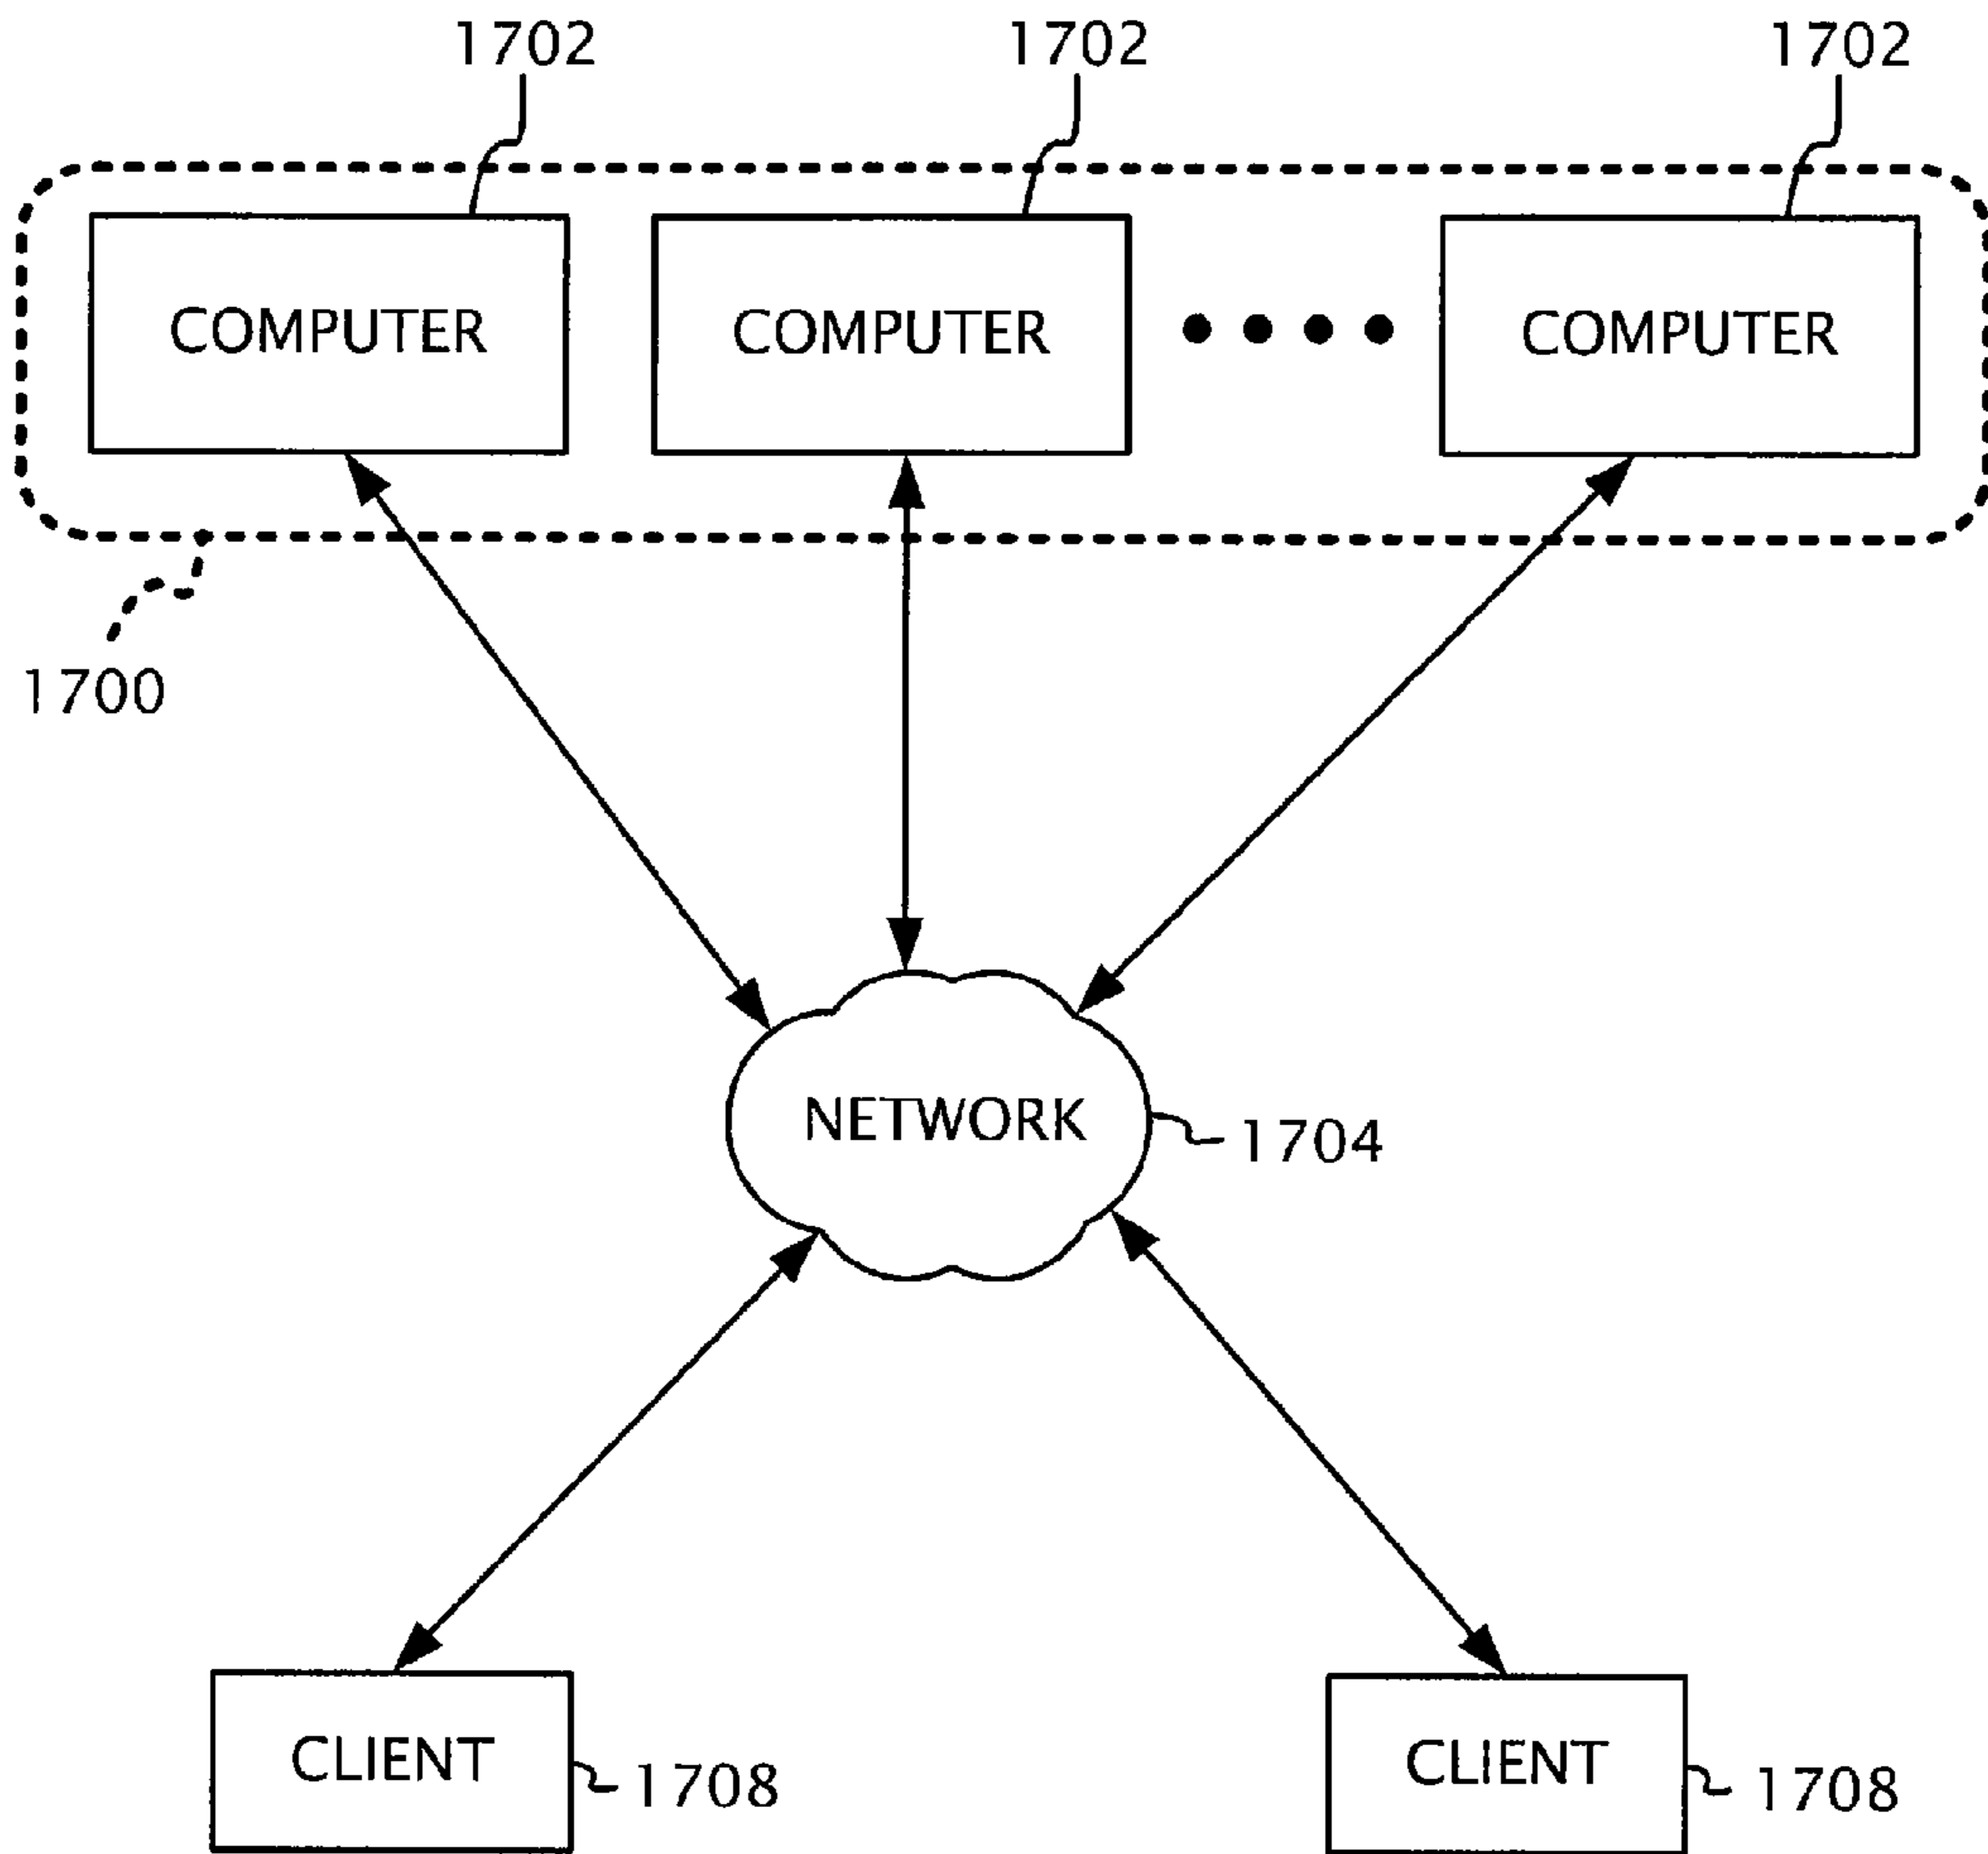 1702 1702 1702
COMPUTER COMPUTER COMPUTER
1700
NETWORK
1704
CLIENT CLIENT
1708 1708